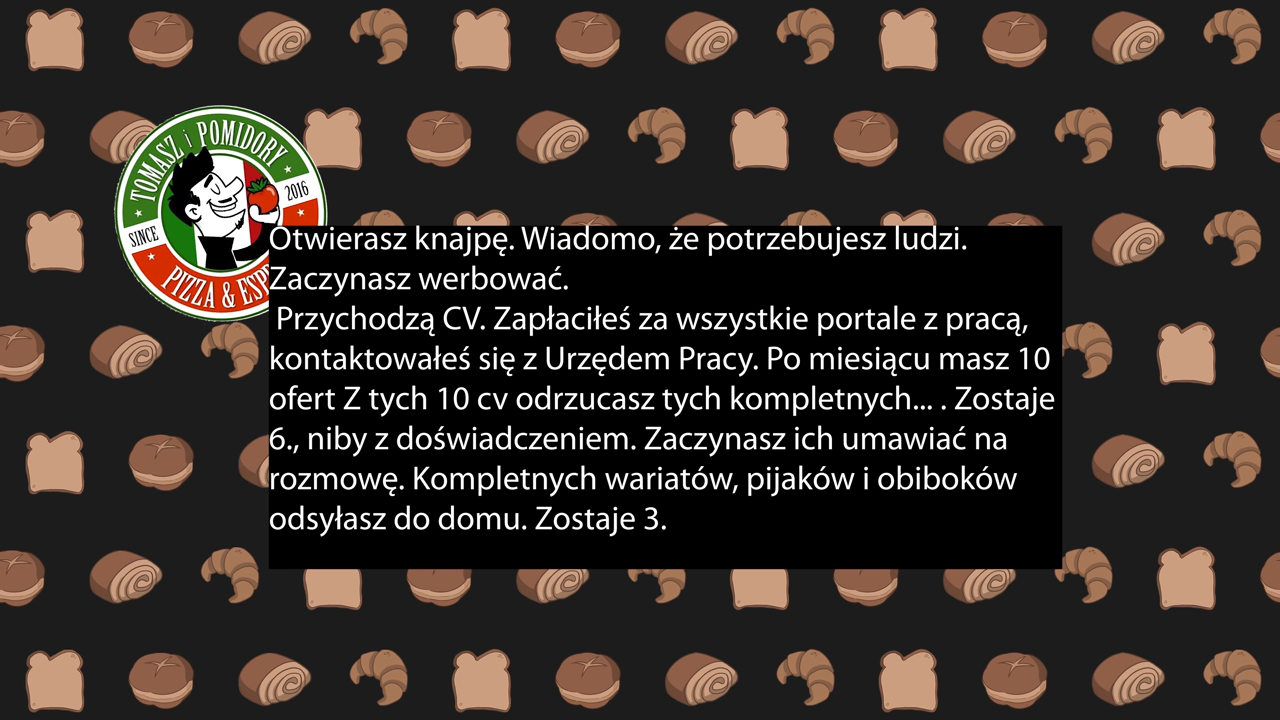 TOMASZ i POMIDORY
SINCE
2016
PIZZA & ESP
Otwierasz knajpę. Wiadomo, że potrzebujesz ludzi.
Zaczynasz werbować.
Przychodzą CV. Zapłaciłeś za wszystkie portale z pracą,
kontaktowałeś się z Urzędem Pracy. Po miesiącu masz 10
ofert Z tych 10 cv odrzucasz tych kompletnych... . Zostaje
6., niby z doświadczeniem. Zaczynasz ich umawiać na
rozmowę. Kompletnych wariatów, pijaków i obiboków
odsyłasz do domu. Zostaje 3.